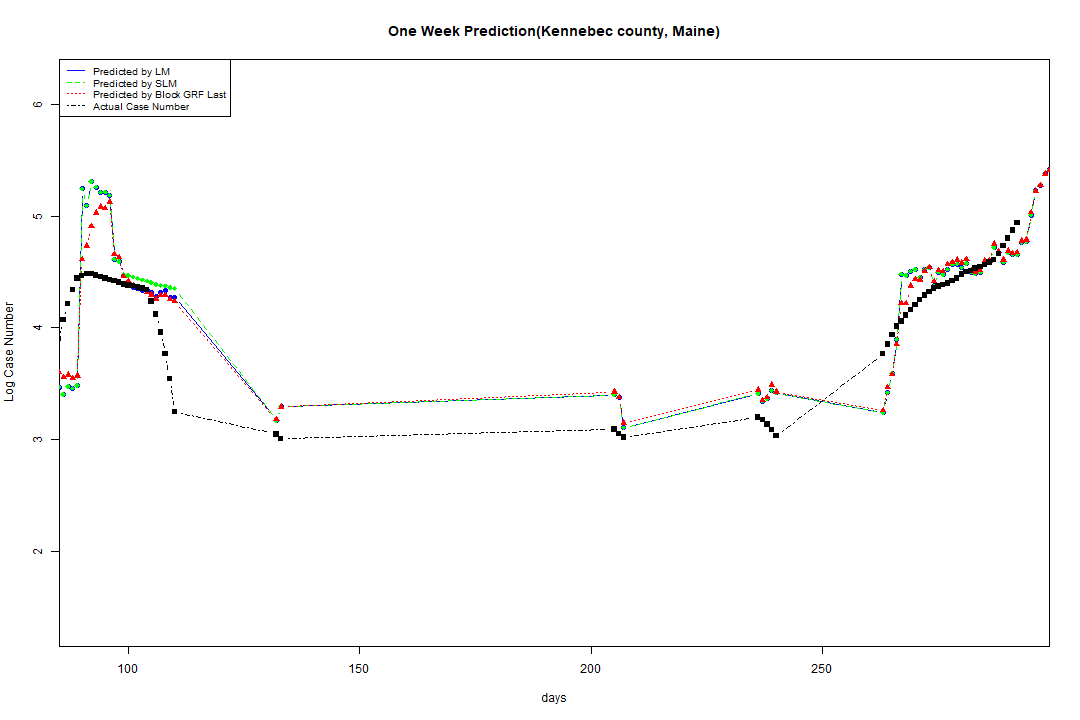 One Week Prediction(Kennebec county, Maine)
Predicted by LM
Predicted by SLM
Predicted by Block GRF Last
Actual Case Number
6
5
4
3
2
Log Case Number
100 150 200 250
days